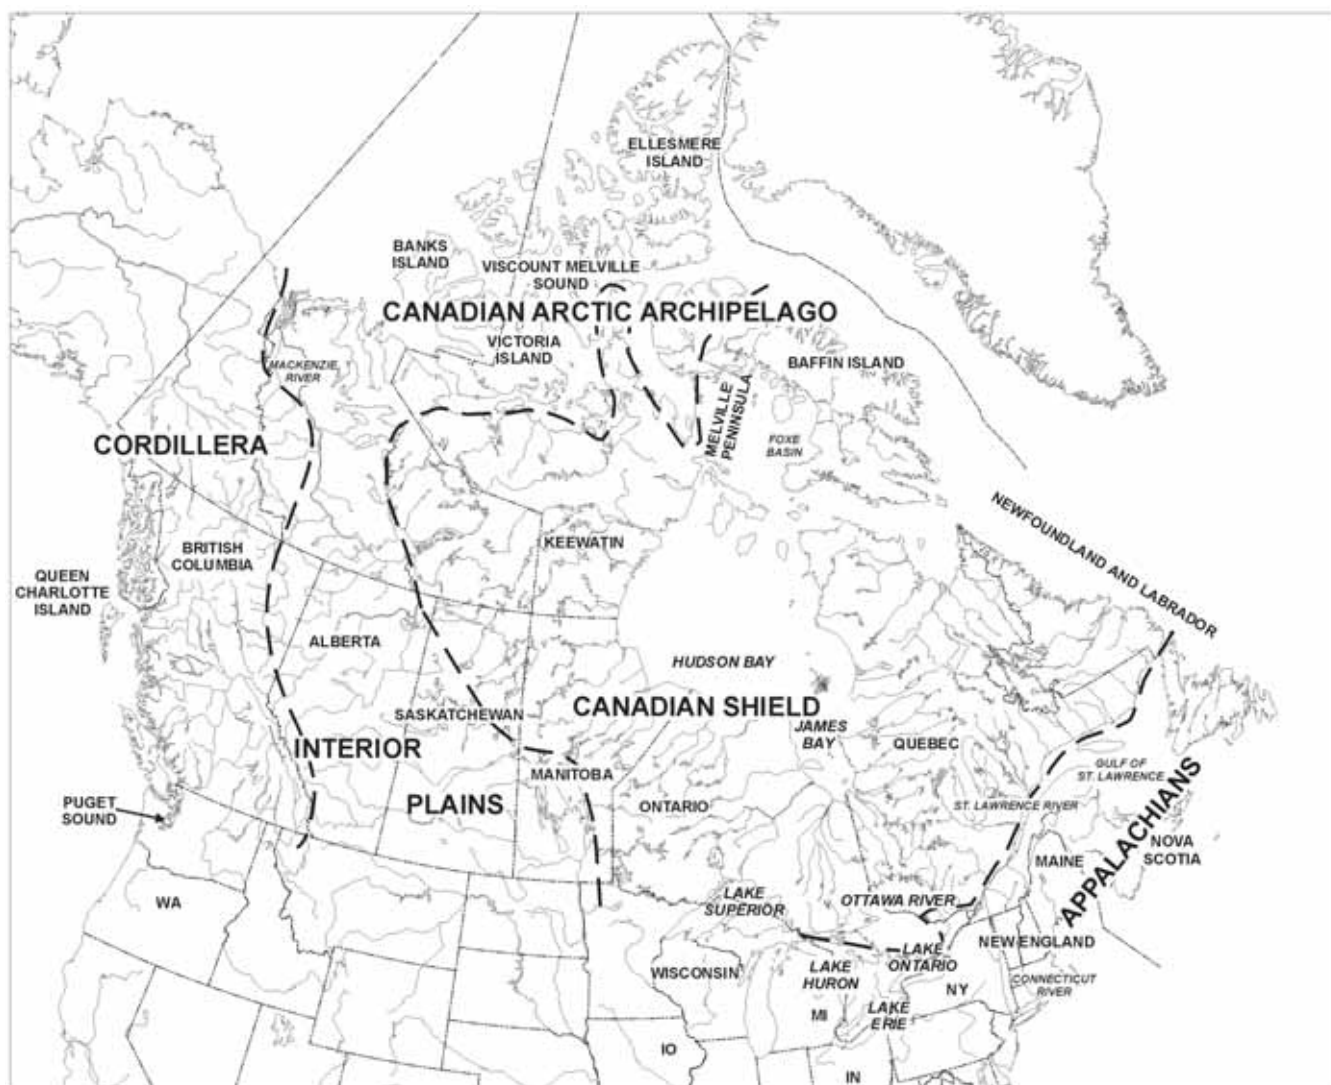 ELLESMERE
ISLAND
BANKS
ISLAND
VISCOUNT MELVILLE
SOUND
CANADIAN ARCTIC ARCHIPELAGO
VICTORIA
ISLAND
BAFFIN ISLAND
MACKENZIE
RIVER
MELVILLE
PENINSULA
CORDILLERA
FOXE
BASIN
NEWFOUNDLAND AND LABRADOR
KEEWATIN
BRITISH
COLUMBIA
QUEEN
CHARLOTTE
ISLAND
ALBERTA
HUDSON BAY
SASKATCHEWAN
CANADIAN SHIELD
JAMES
BAY
QUEBEC
INTERIOR
PLAINS
MANITOBA
GULF OF
ST. LAWRENCE
PUGET
SOUND
ONTARIO
ST. LAWRENCE RIVER
APPALACHIANS
NOVA
SCOTIA
MAINE
WA
LAKE
SUPERIOR
OTTAWA RIVER
NEW ENGLAND
LAKE
ONTARIO
WISCONSIN
LAKE
HURON
CONNECTICUT
RIVER
NY
LAKE
ERIE
MI
IO
IN